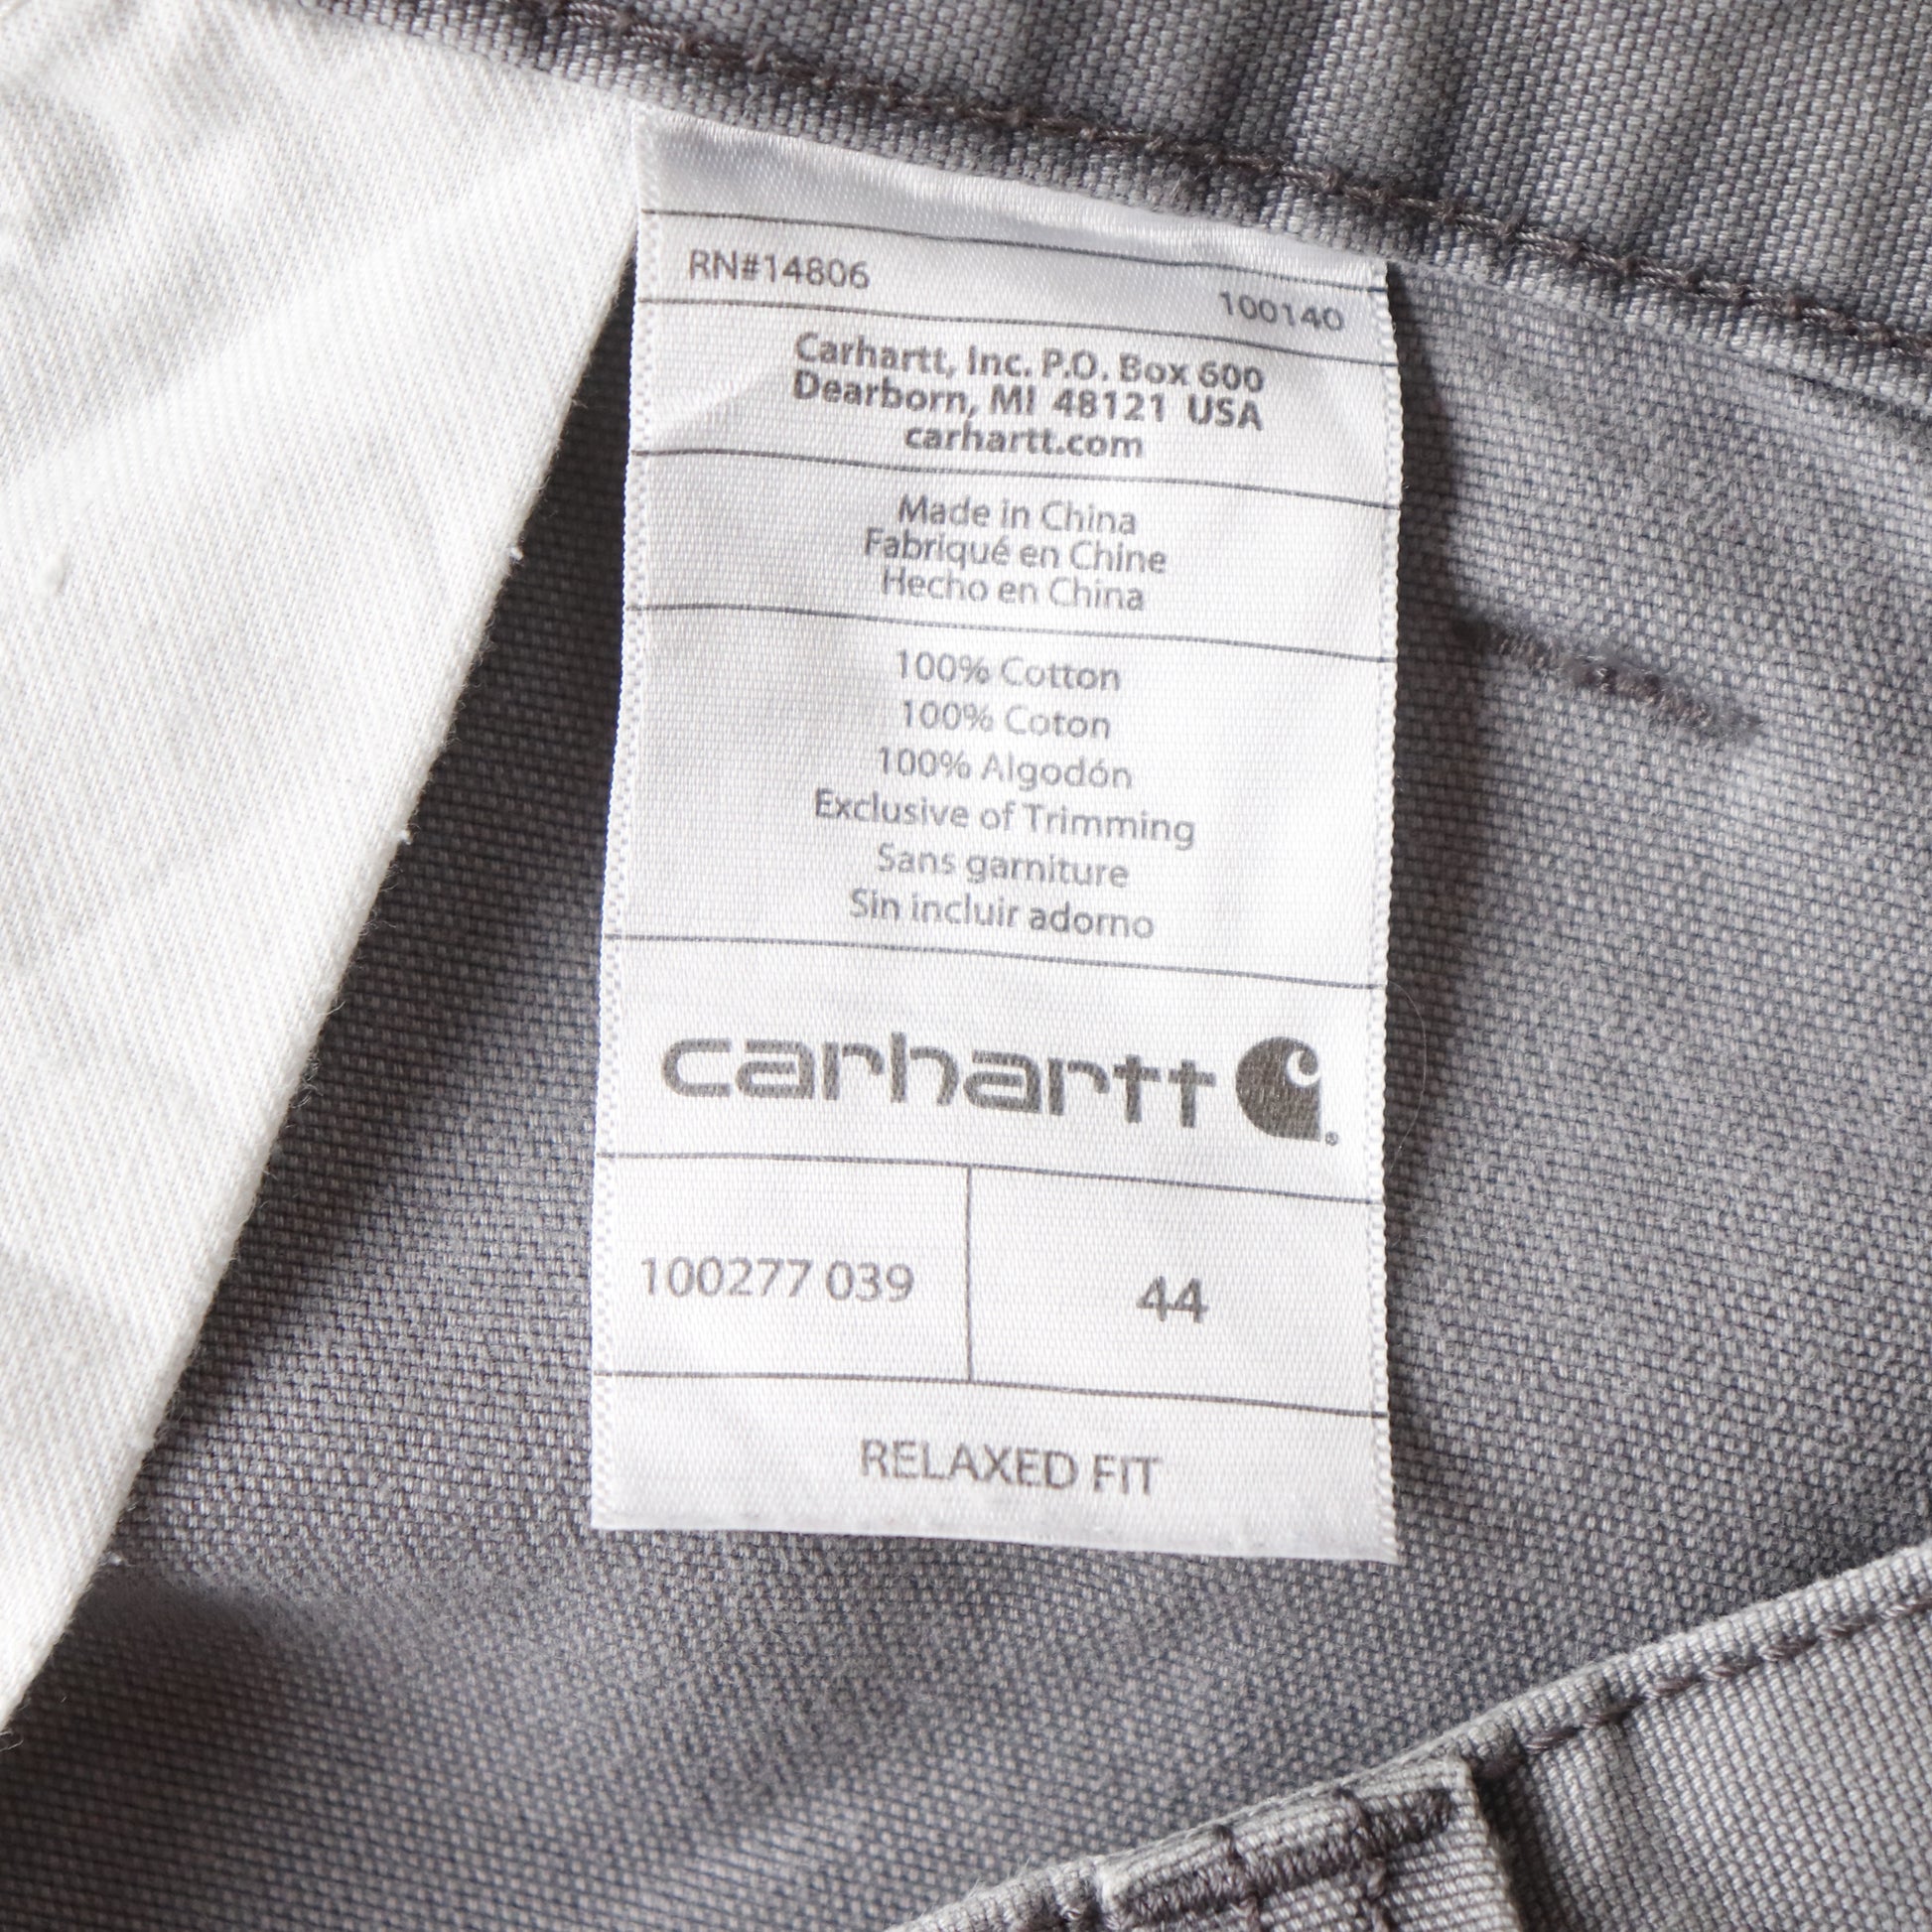 RN#14806
100140
Carhartt, Inc. P.O. Box 600
Dearborn, MI 48121 USA
carhartt.com
Made in China
Fabriqué en Chine
Hecho en China
100% Cotton
100% Coton
100% Algodón
Exclusive of Trimming
Sans garniture
Sin incluir adorno
carhartt ®
100277 039
44
RELAXED FIT